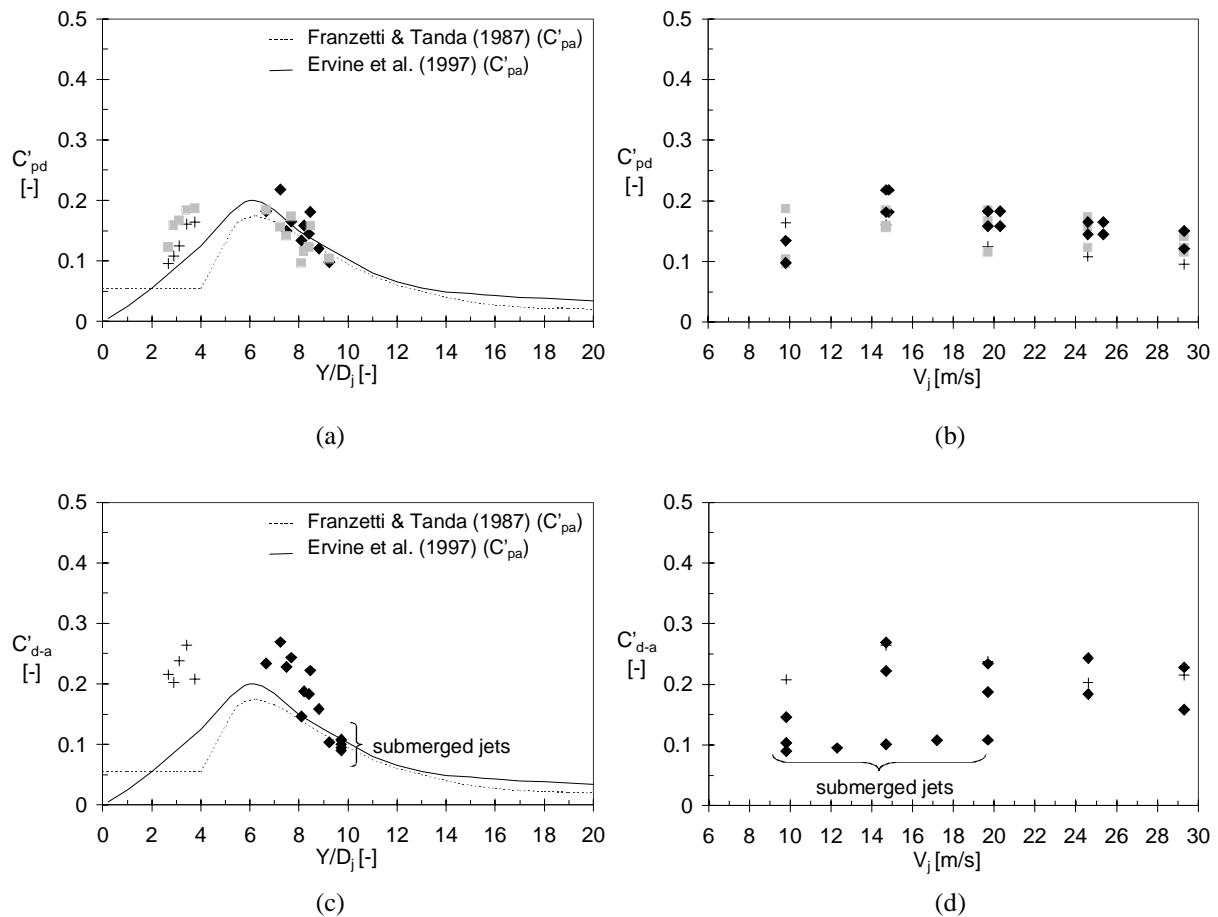 0.5
0.4
0.3
0.2
0.1
0
C'pd
[-]
Franzetti & Tanda (1987) (C'pa)
Ervine et al. (1997) (C'pa)
0 2 4 6 8 10 12 14 16 18 20
Y/Dj [-]
(a)
0.5
0.4
0.3
0.2
0.1
0
C'pd
[-]
6 8 10 12 14 16 18 20 22 24 26 28 30
Vj [m/s]
(b)
0.5
0.4
0.3
0.2
0.1
0
C'd-a
[-]
Franzetti & Tanda (1987) (C'pa)
Ervine et al. (1997) (C'pa)
submerged jets
0 2 4 6 8 10 12 14 16 18 20
Y/Dj [-]
(c)
0.5
0.4
0.3
0.2
0.1
0
C'd-a
[-]
submerged jets
6 8 10 12 14 16 18 20 22 24 26 28 30
Vj [m/s]
(d)